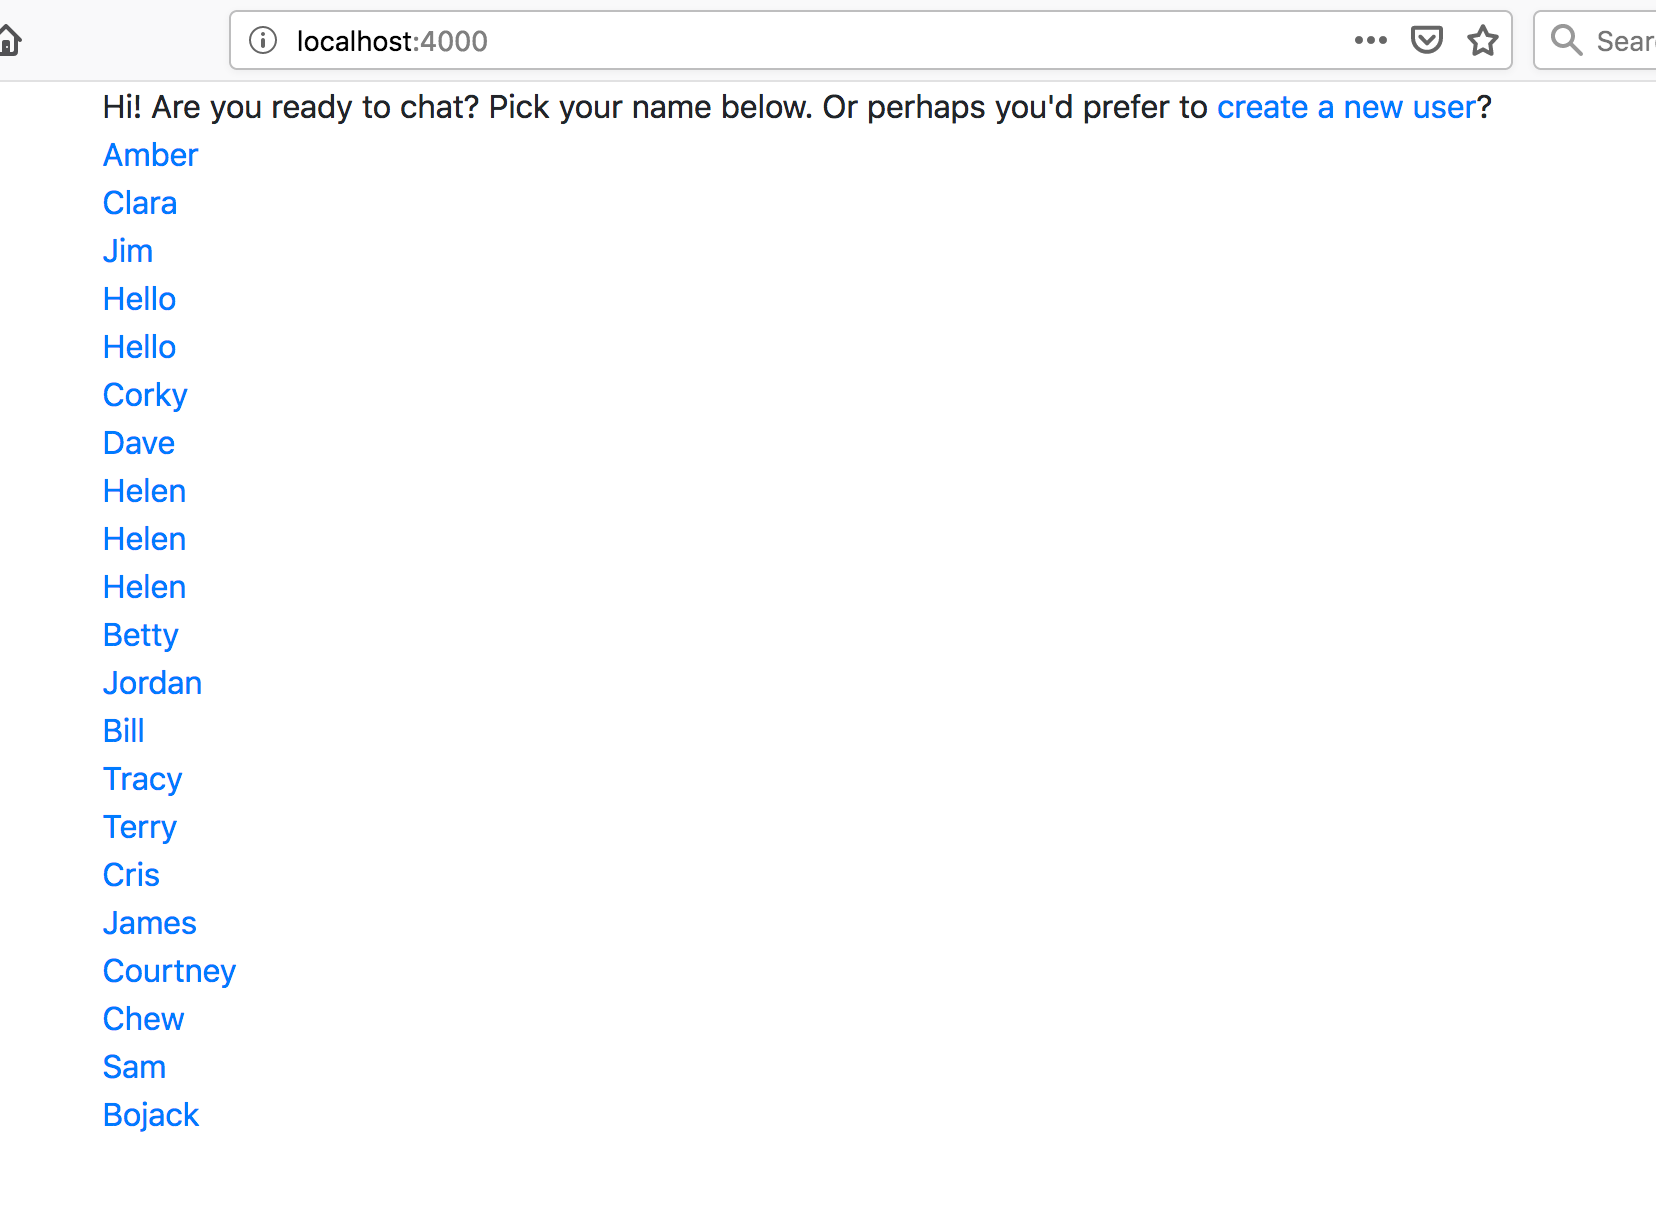 localhost:4000
Sear
Hi! Are you ready to chat? Pick your name below. Or perhaps you'd prefer to create a new user?
Amber
Clara
Jim
Hello
Hello
Corky
Dave
Helen
Helen
Helen
Betty
Jordan
Bill
Tracy
Terry
Cris
James
Courtney
Chew
Sam
Bojack